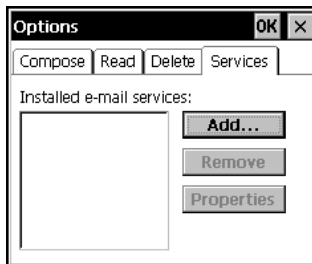 Options OK ×
Compose Read Delete Services
Installed e-mail services:
Add...
Remove
Properties